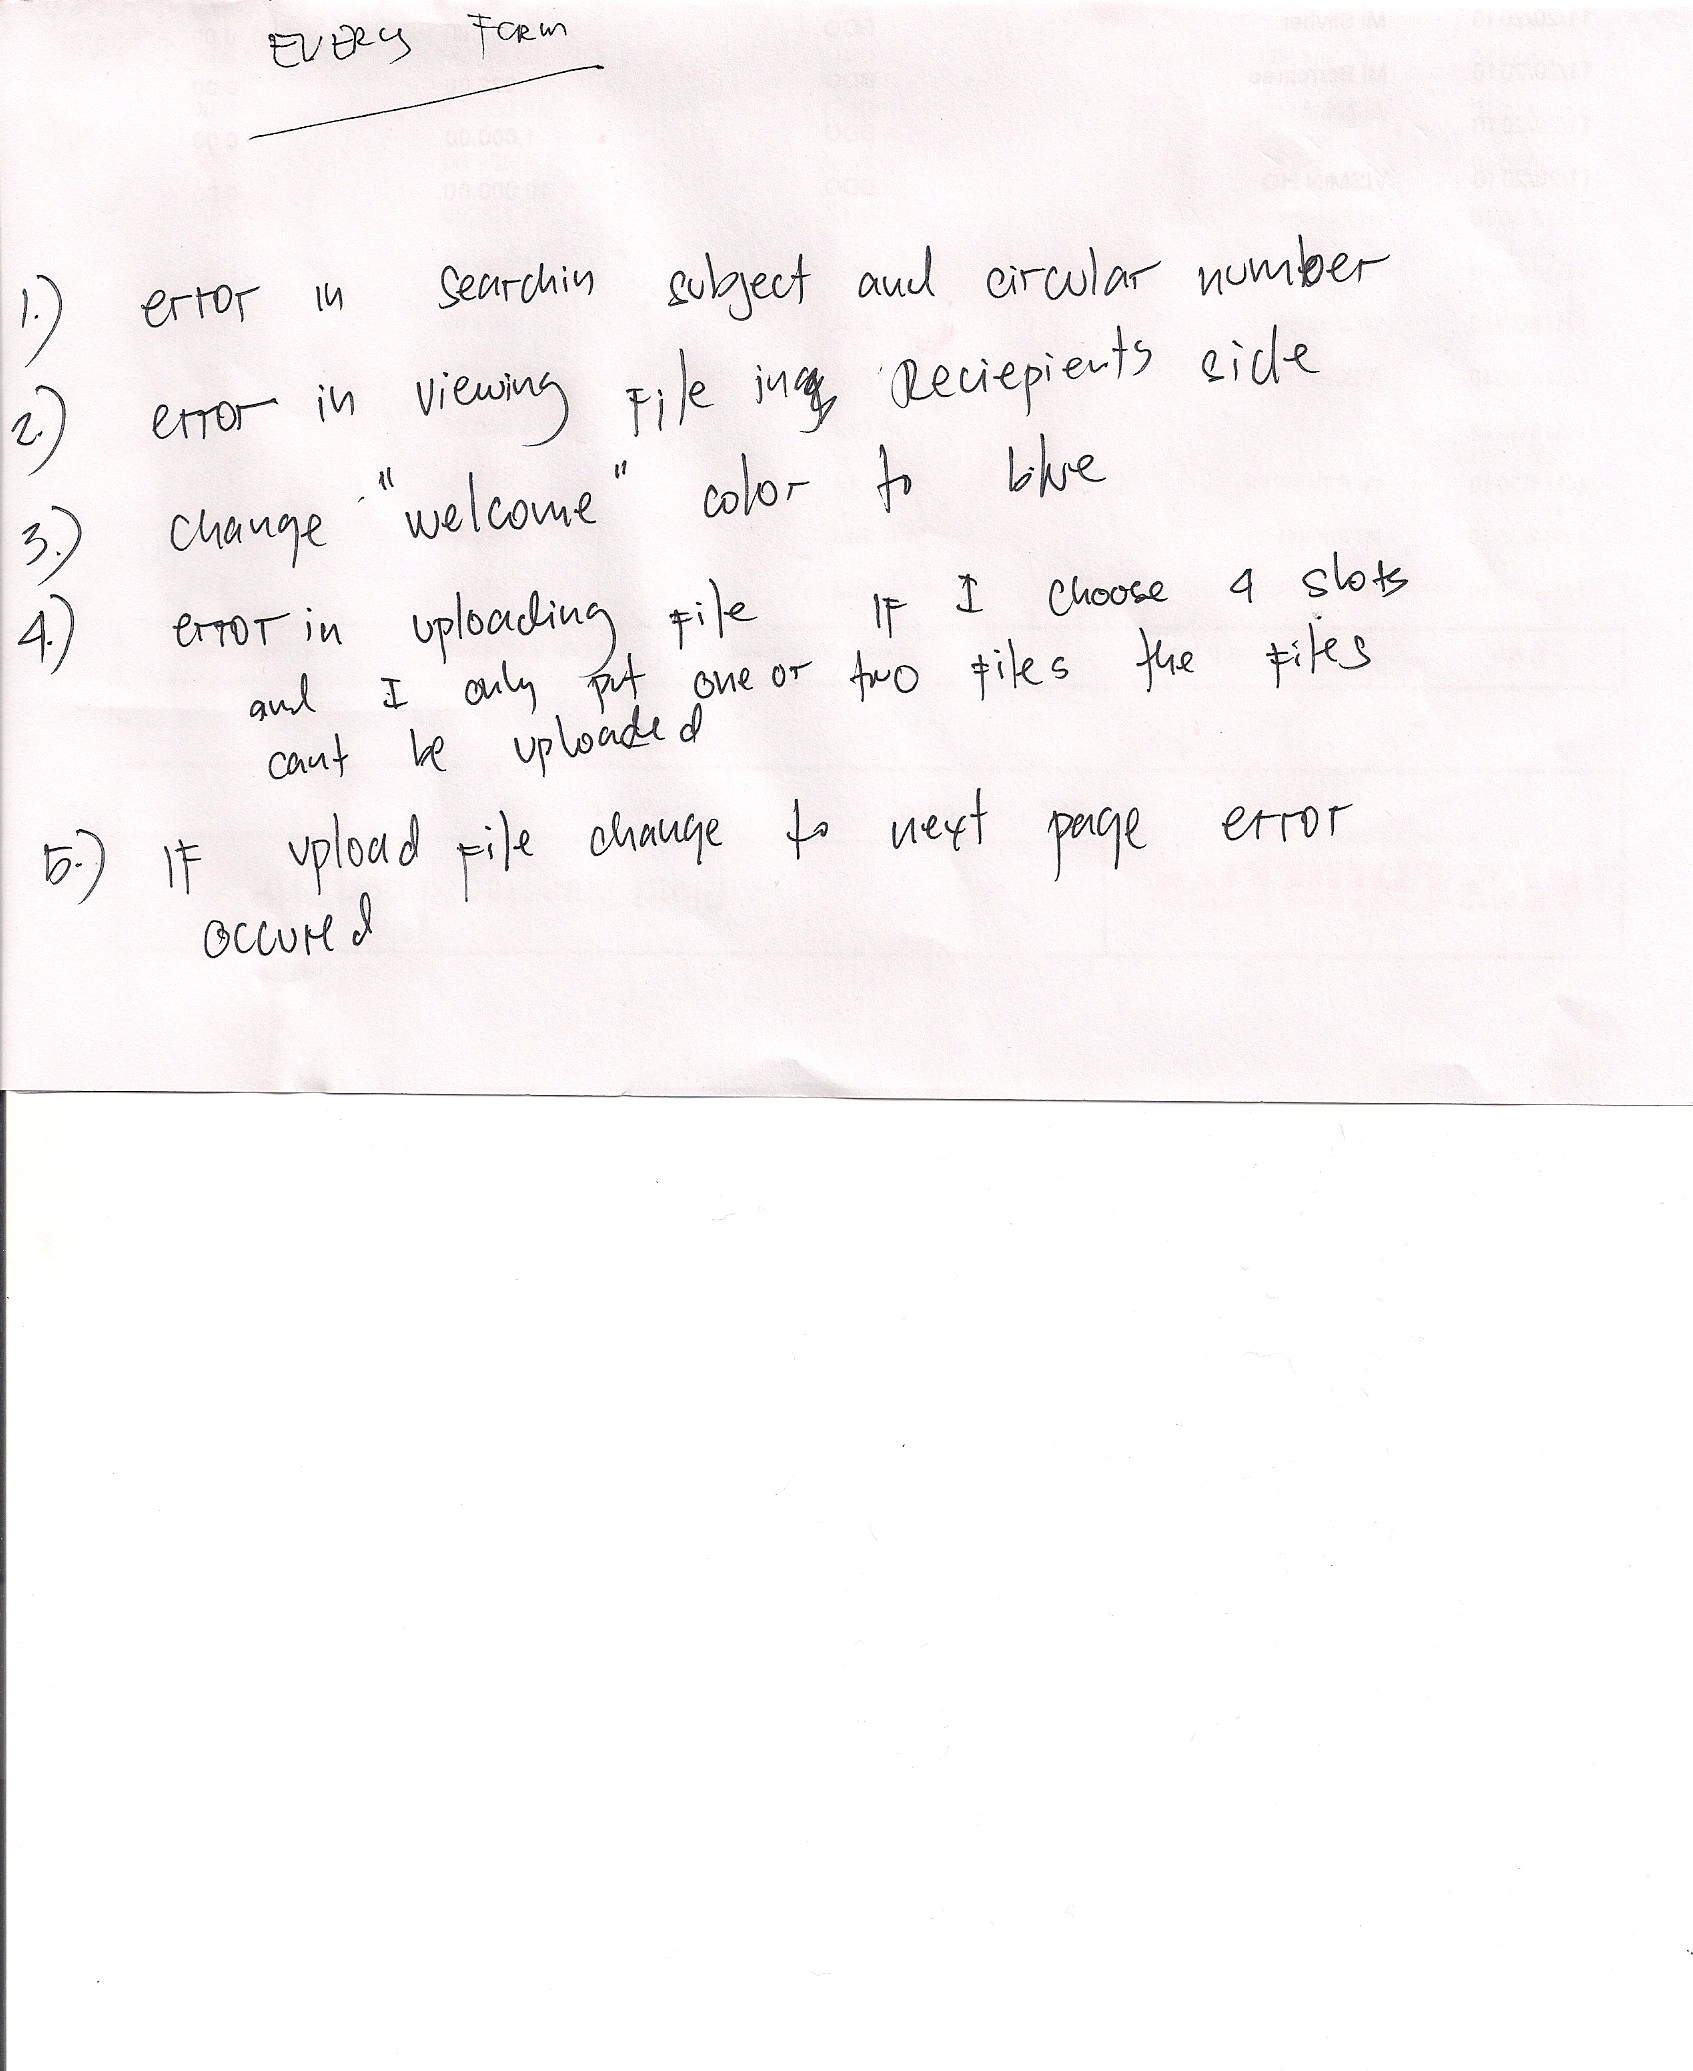 EVERy FORM
1.) error in searchin subject and circular number
2.) error in viewing File in Reciepients side
3.) change "welcome" color to blue
4.) error in uploading file IF I choose 4 slots
and I only put one or two files the files
cant be uploaded
5.) IF upload file change to next page error
occured